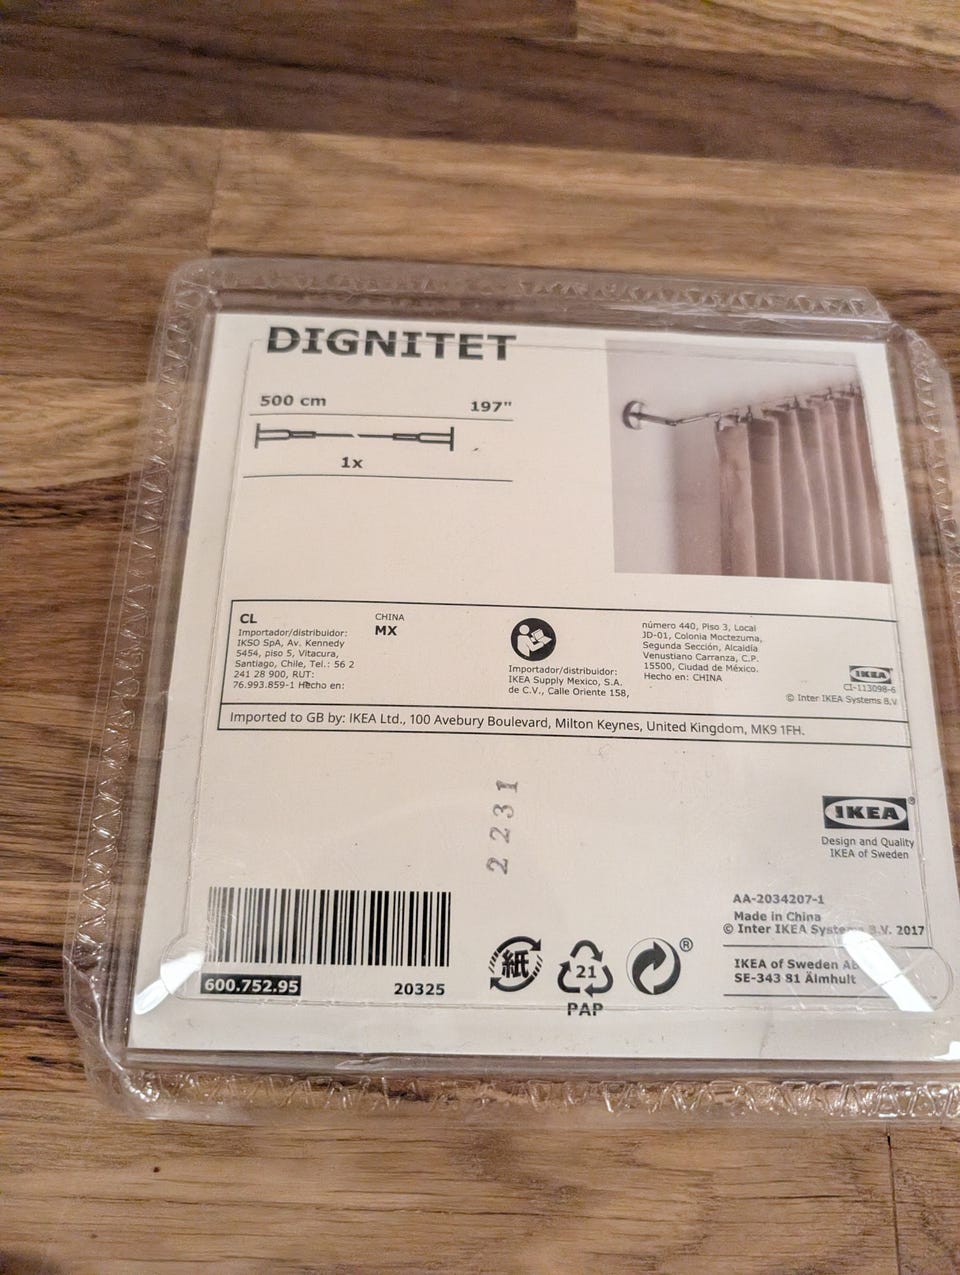 DIGNITET
500 cm 197"
1x
CL
Importador/distribuidor:
IKSO SpA, Av. Kennedy
5454, piso 5, Vitacura,
Santiago, Chile, Tel.: 56 2
241 28 900, RUT:
76.993.859-1 Hecho en:
CHINA
MX
Importador/distribuidor:
IKEA Supply Mexico, S.A.
de C.V., Calle Oriente 158,
número 440, Piso 3, Local
JD-01, Colonia Moctezuma,
Segunda Sección, Alcaldía
Venustiano Carranza, C.P.
15500, Ciudad de México.
Hecho en: CHINA
IKEA
CI-113098-6
© Inter IKEA Systems B.V
Imported to GB by: IKEA Ltd., 100 Avebury Boulevard, Milton Keynes, United Kingdom, MK9 1FH.
2231
IKEA®
Design and Quality
IKEA of Sweden
AA-2034207-1
Made in China
© Inter IKEA Systems B.V. 2017
IKEA of Sweden AB
SE-343 81 Älmhult
600.752.95
20325
紙
21
PAP
®